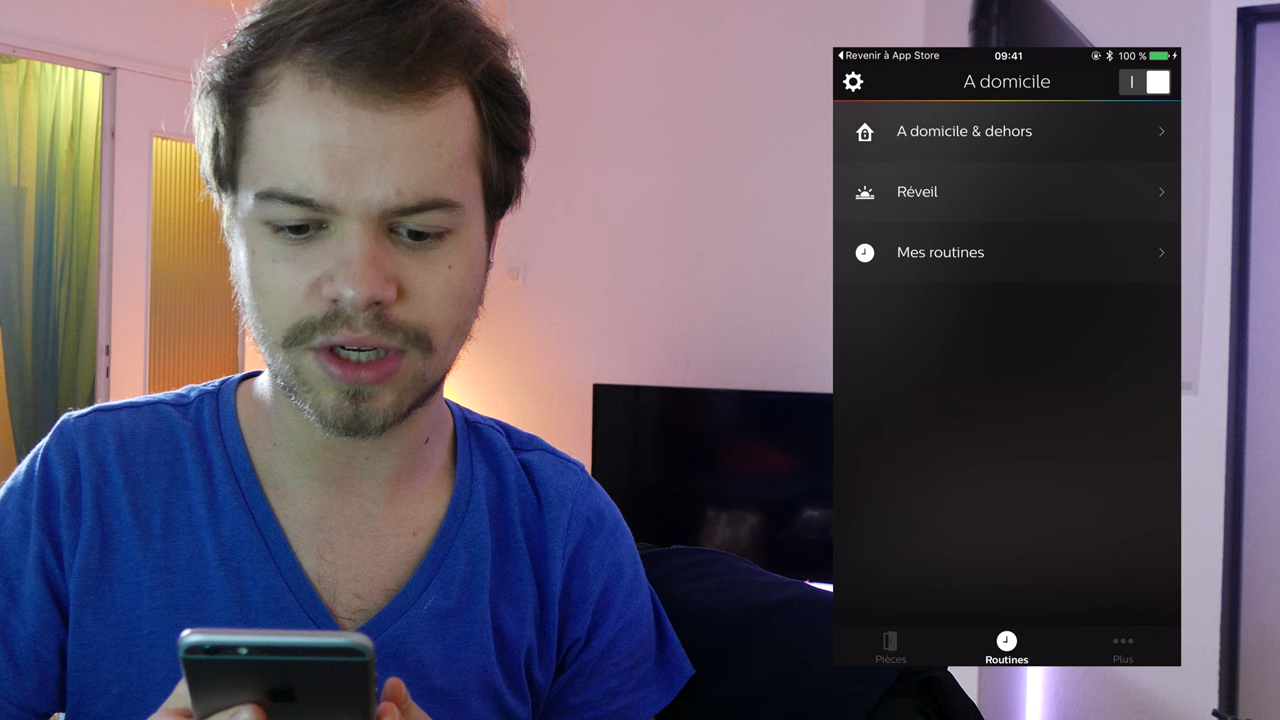 Revenir à App Store 09:41 100 %
A domicile
A domicile & dehors
Réveil
Mes routines
Pièces Routines Plus